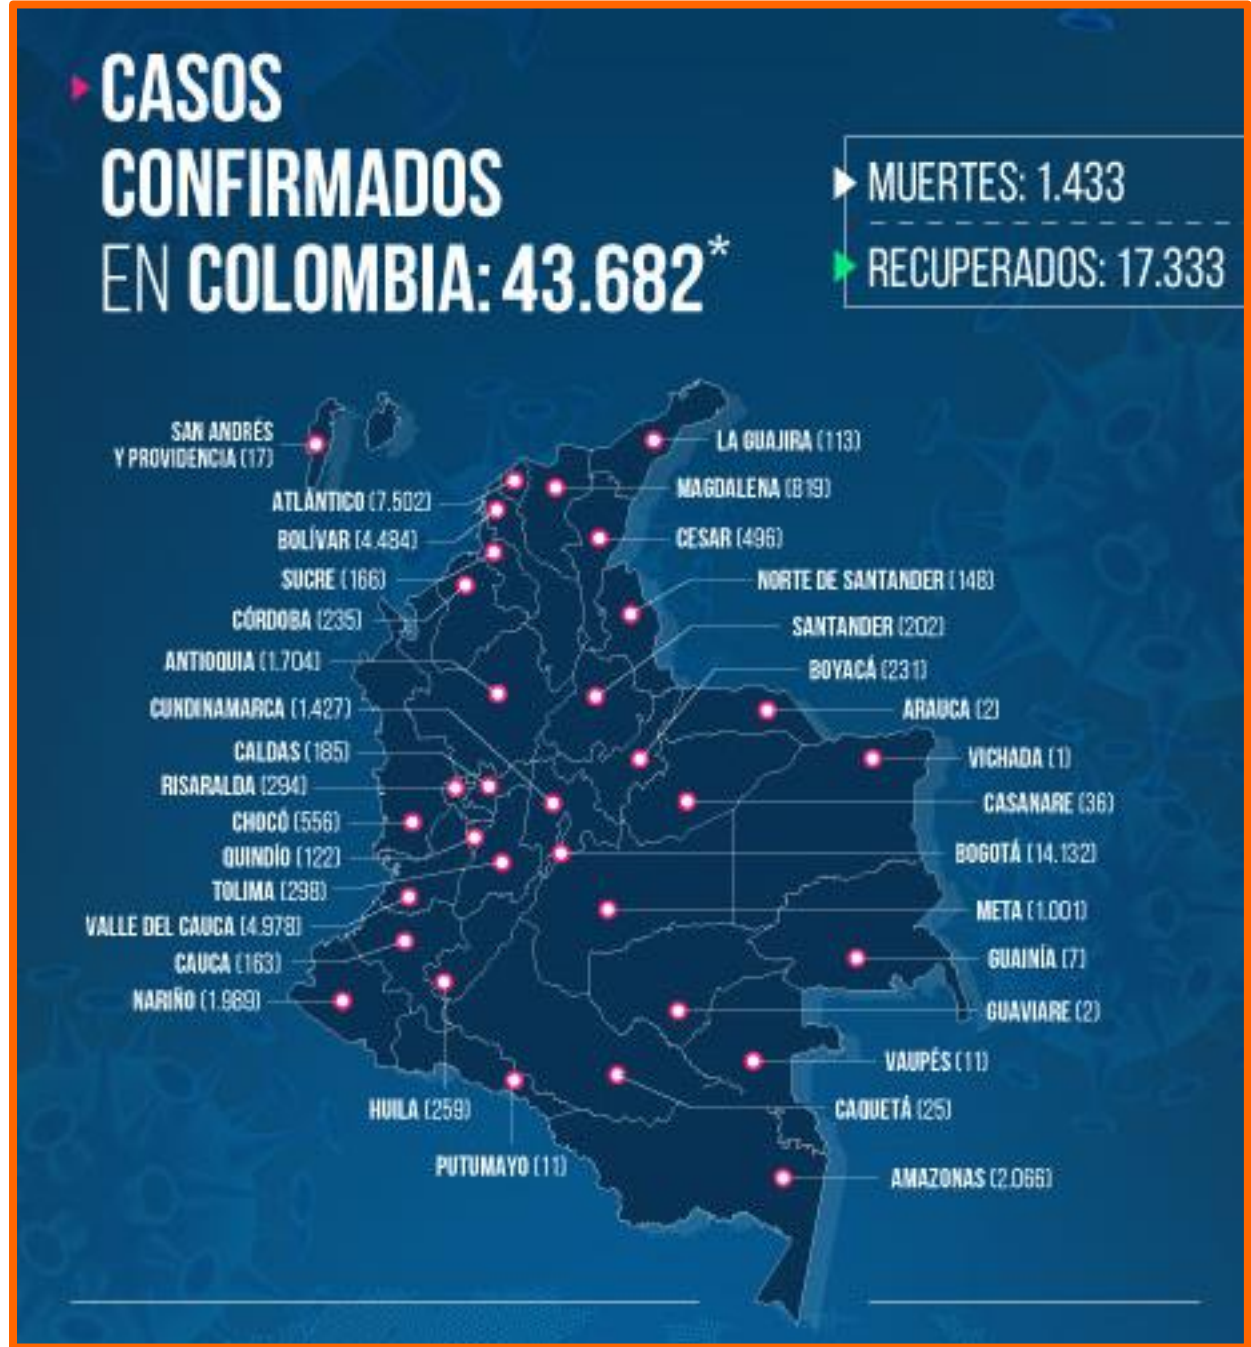 CASOS
CONFIRMADOS
EN COLOMBIA: 43.682*
MUERTES: 1.433
RECUPERADOS: 17.333
SAN ANDRÉS
Y PROVIDENCIA (17)
ATLÁNTICO (7.502)
BOLÍVAR (4.484)
SUCRE (166)
CÓRDOBA (235)
ANTIOQUIA (1.704)
CUNDINAMARCA (1.427)
CALDAS (185)
RISARALDA (294)
CHOCÓ (556)
QUINDÍO (122)
TOLIMA (298)
VALLE DEL CAUCA (4.978)
CAUCA (163)
NARIÑO (1.989)
HUILA (259)
PUTUMAYO (11)
LA GUAJIRA (113)
MAGDALENA (819)
CESAR (496)
NORTE DE SANTANDER (148)
SANTANDER (202)
BOYACÁ (231)
ARAUCA (2)
VICHADA (1)
CASANARE (36)
BOGOTÁ (14.132)
META (1.001)
GUAINÍA (7)
GUAVIARE (2)
VAUPÉS (11)
CAQUETÁ (25)
AMAZONAS (2.066)